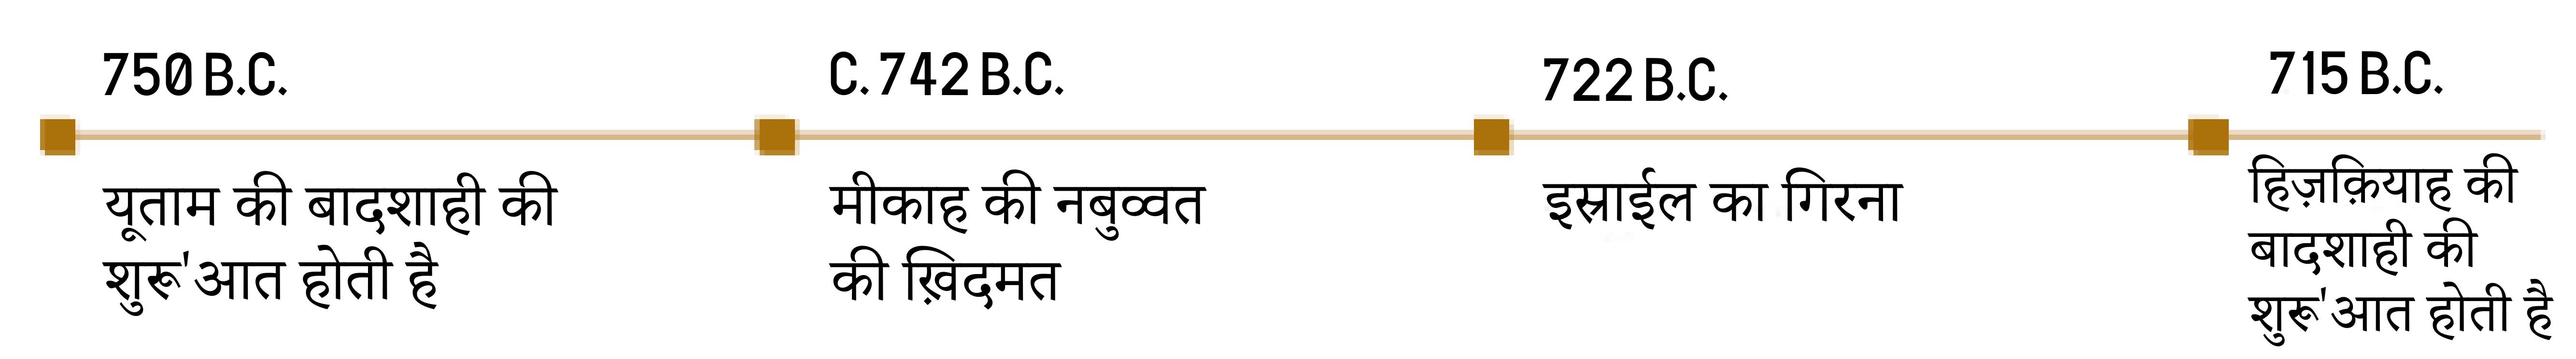 750 B.C.
यूताम की बादशाही की
शुरू'आत होती है
C. 742 B.C.
मीकाह की नबुव्वत
की ख़िदमत
722 B.C.
इस्राईल का गिरना
715 B.C.
हिज़क़ियाह की
बादशाही की
शुरू'आत होती है